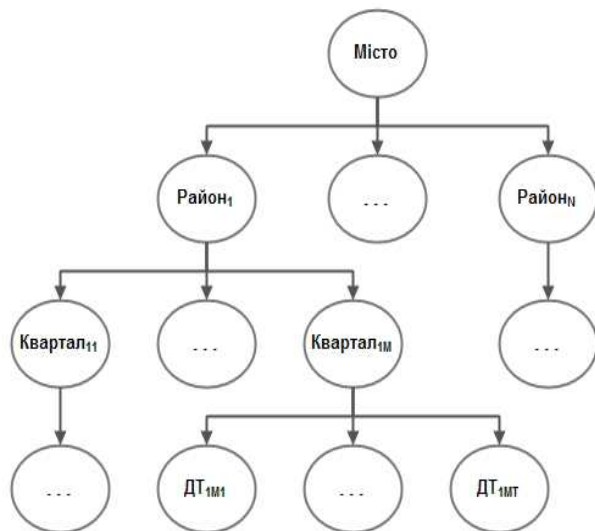 Місто
Район₁
. . .
Районₙ
Квартал₁₁
. . .
Квартал₁ₘ
. . .
. . .
ДТ₁ₘ₁
. . .
ДТ₁ₘₜ